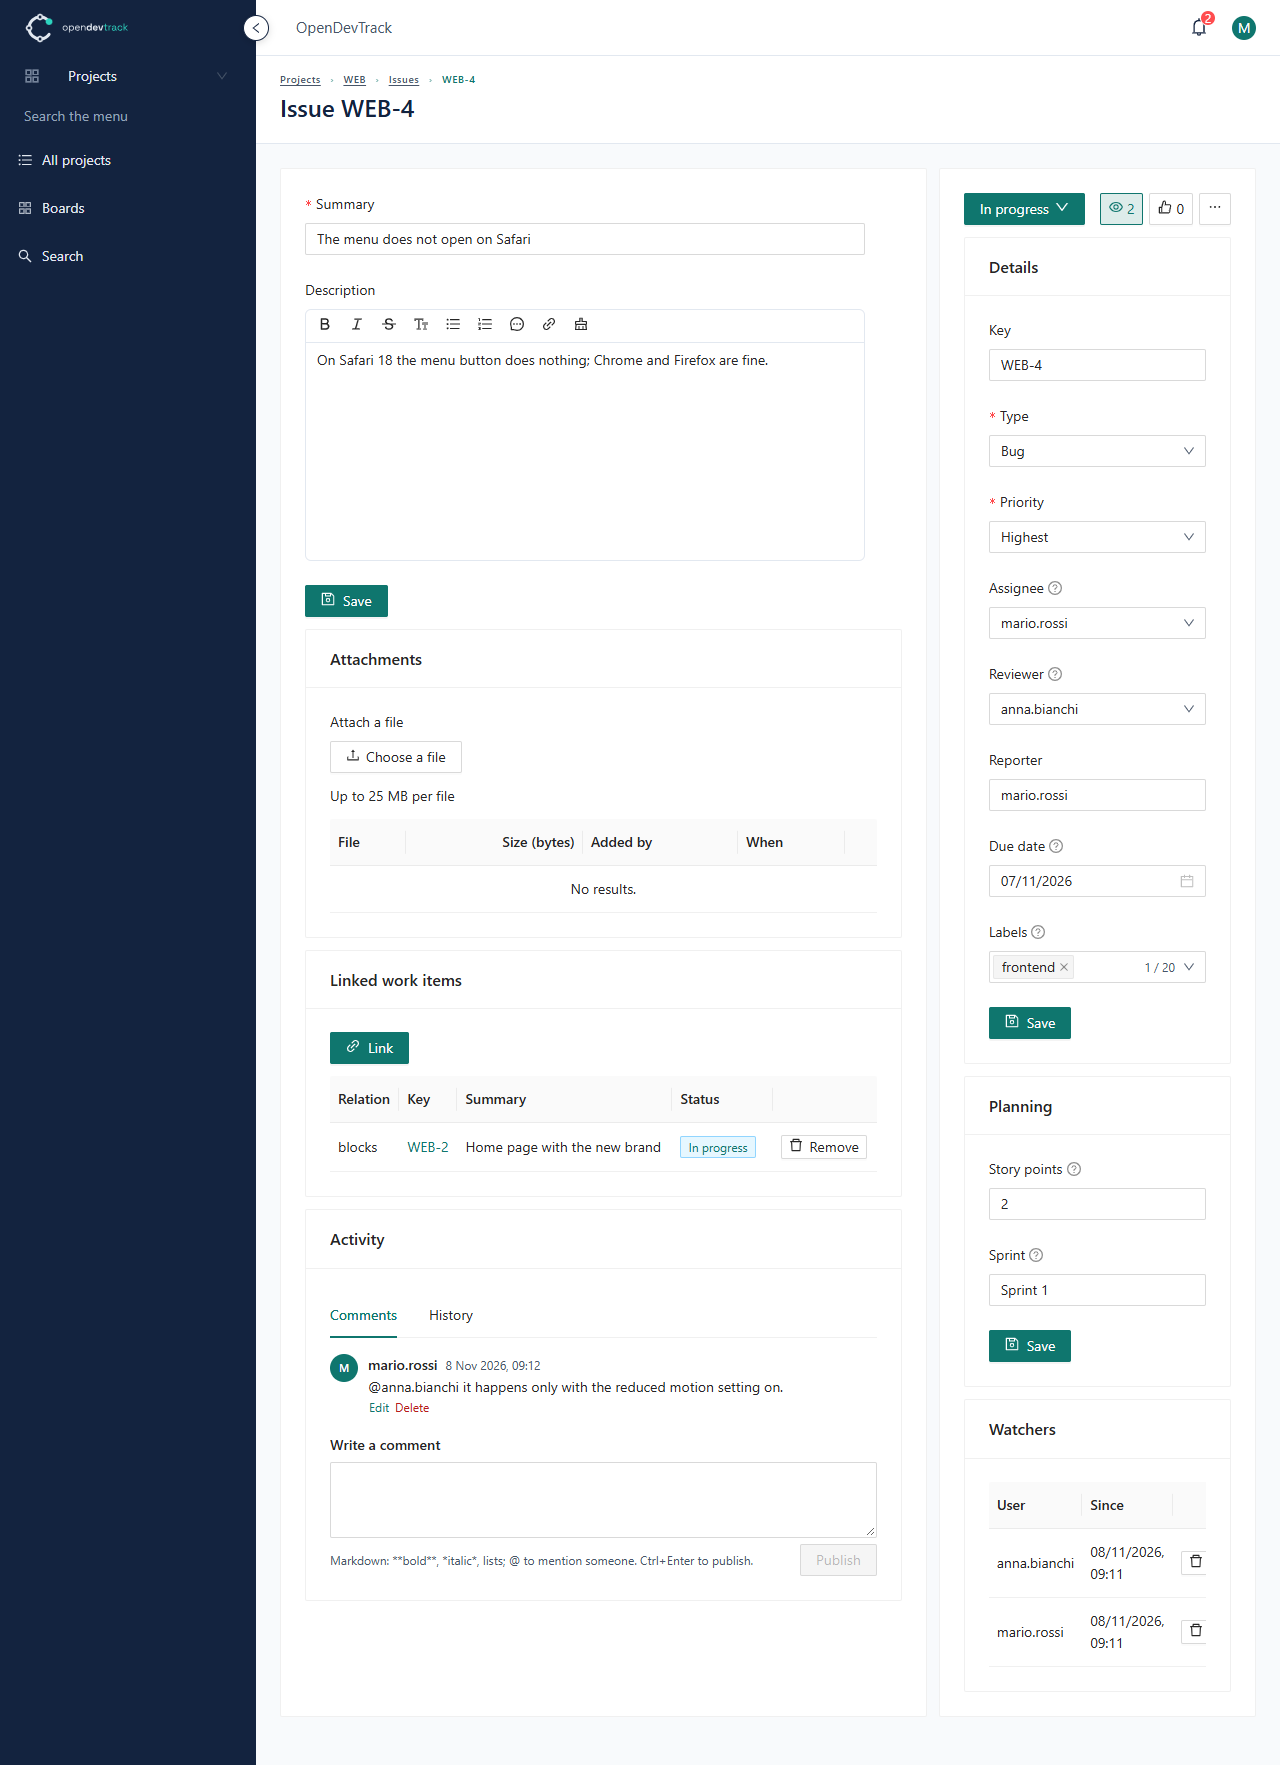 opendevtrack
OpenDevTrack
2
M
Projects
Search the menu
All projects
Boards
Search
Projects › WEB › Issues › WEB-4
Issue WEB-4
* Summary
The menu does not open on Safari
Description
On Safari 18 the menu button does nothing; Chrome and Firefox are fine.
Save
Attachments
Attach a file
Choose a file
Up to 25 MB per file
File Size (bytes) Added by When
No results.
Linked work items
Link
Relation Key Summary Status
blocks WEB-2 Home page with the new brand In progress Remove
Activity
Comments History
M mario.rossi 8 Nov 2026, 09:12
@anna.bianchi it happens only with the reduced motion setting on.
Edit Delete
Write a comment
Markdown: **bold**, *italic*, lists; @ to mention someone. Ctrl+Enter to publish.
Publish
In progress 2 0 ...
Details
Key
WEB-4
* Type
Bug
* Priority
Highest
Assignee
mario.rossi
Reviewer
anna.bianchi
Reporter
mario.rossi
Due date
07/11/2026
Labels
frontend 1 / 20
Save
Planning
Story points
2
Sprint
Sprint 1
Save
Watchers
User Since
anna.bianchi 08/11/2026,
09:11
mario.rossi 08/11/2026,
09:11